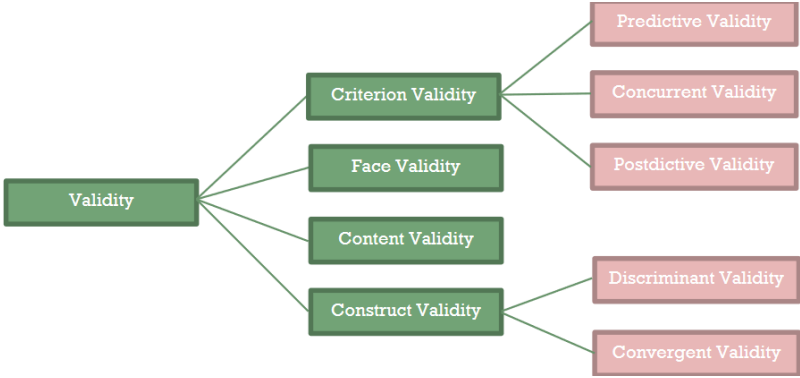 Predictive Validity
Criterion Validity
Concurrent Validity
Face Validity
Postdictive Validity
Validity
Content Validity
Discriminant Validity
Construct Validity
Convergent Validity